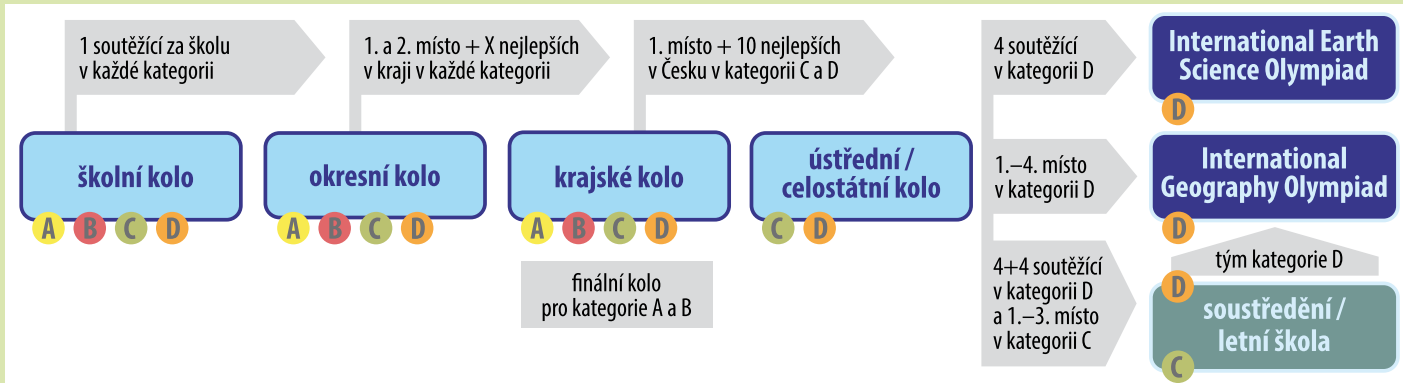 1 soutěžící za školu
v každé kategorii
1. a 2. místo + X nejlepších
v kraji v každé kategorii
1. místo + 10 nejlepších
v Česku v kategorii C a D
4 soutěžící
v kategorii D
International Earth
Science Olympiad
D
školní kolo
A B C D
okresní kolo
A B C D
krajské kolo
A B C D
finální kolo
pro kategorie A a B
ústřední /
celostátní kolo
C D
1.–4. místo
v kategorii D
International
Geography Olympiad
D
4+4 soutěžící
v kategorii D
a 1.–3. místo
v kategorii C
tým kategorie D
D
soustředění /
letní škola
C